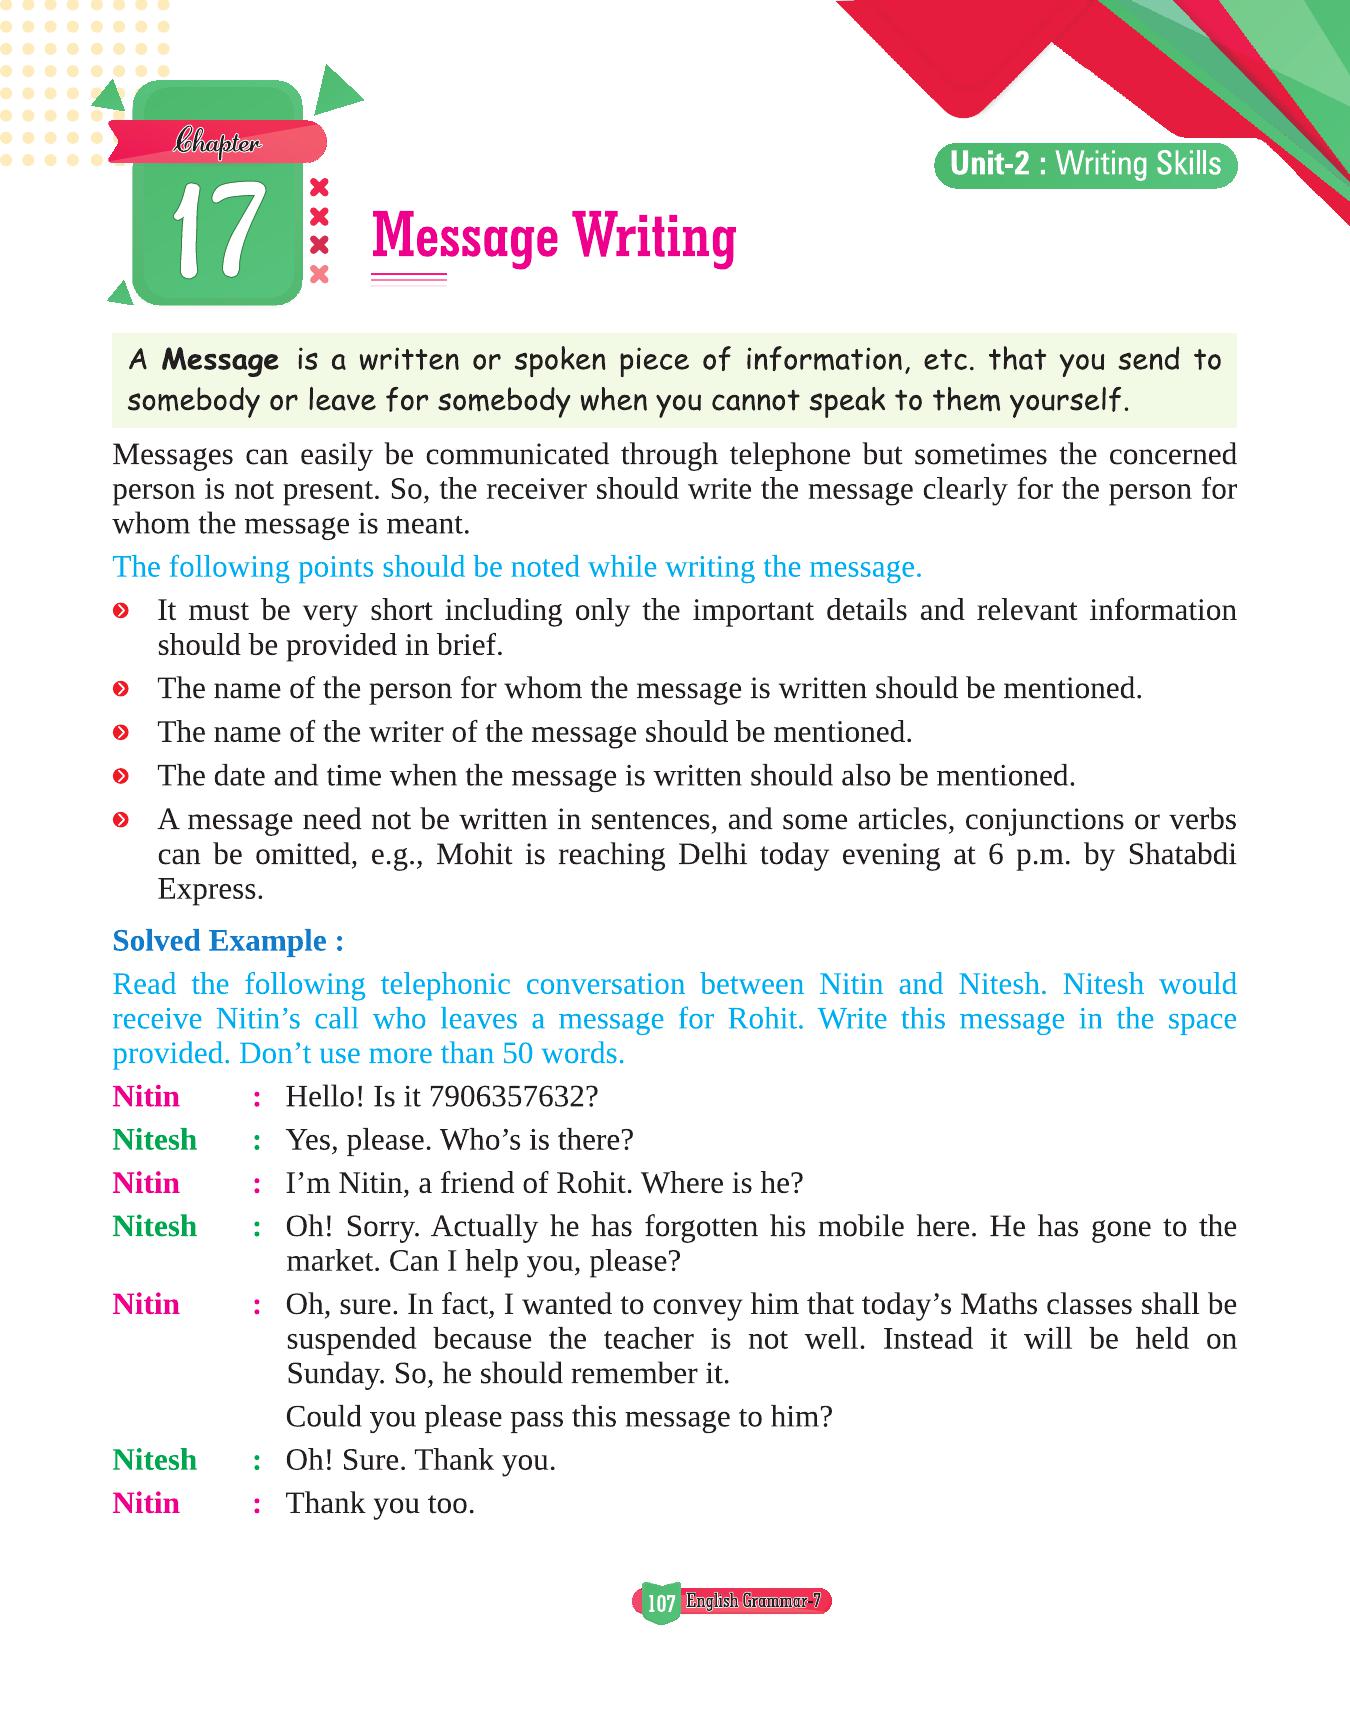 Chapter
17
Unit-2 : Writing Skills
Message Writing
A Message is a written or spoken piece of information, etc. that you send to
somebody or leave for somebody when you cannot speak to them yourself.
Messages can easily be communicated through telephone but sometimes the concerned
person is not present. So, the receiver should write the message clearly for the person for
whom the message is meant.
The following points should be noted while writing the message.
It must be very short including only the important details and relevant information
should be provided in brief.
The name of the person for whom the message is written should be mentioned.
The name of the writer of the message should be mentioned.
The date and time when the message is written should also be mentioned.
A message need not be written in sentences, and some articles, conjunctions or verbs
can be omitted, e.g., Mohit is reaching Delhi today evening at 6 p.m. by Shatabdi
Express.
Solved Example :
Read the following telephonic conversation between Nitin and Nitesh. Nitesh would
receive Nitin’s call who leaves a message for Rohit. Write this message in the space
provided. Don’t use more than 50 words.
Nitin : Hello! Is it 7906357632?
Nitesh : Yes, please. Who’s is there?
Nitin : I’m Nitin, a friend of Rohit. Where is he?
Nitesh : Oh! Sorry. Actually he has forgotten his mobile here. He has gone to the
market. Can I help you, please?
Nitin : Oh, sure. In fact, I wanted to convey him that today’s Maths classes shall be
suspended because the teacher is not well. Instead it will be held on
Sunday. So, he should remember it.
Could you please pass this message to him?
Nitesh : Oh! Sure. Thank you.
Nitin : Thank you too.
107 English Grammar-7